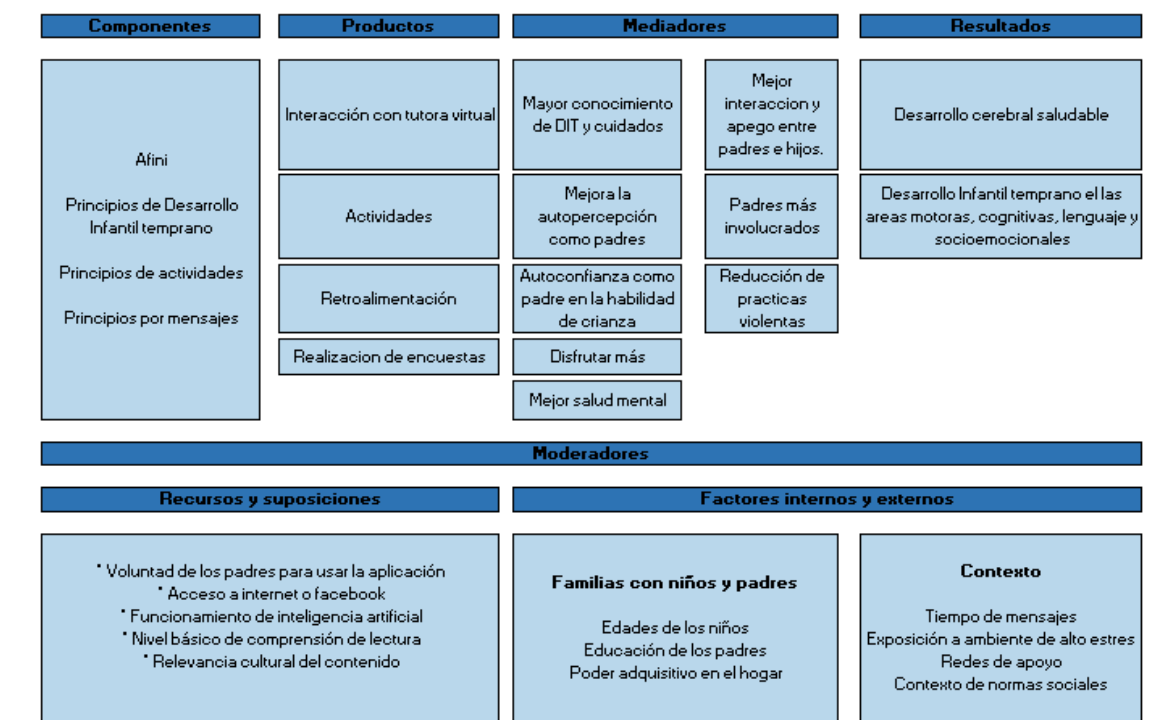 Componentes
Productos
Mediadores
Resultados
Afini
Principios de Desarrollo
Infantil temprano
Principios de actividades
Principios por mensajes
Interacción con tutora virtual
Actividades
Retroalimentación
Realizacion de encuestas
Mayor conocimiento
de DIT y cuidados
Mejora la
autopercepción
como padres
Autoconfianza como
padre en la habilidad
de crianza
Disfrutar más
Mejor salud mental
Mejor
interaccion y
apego entre
padres e hijos.
Padres más
involucrados
Reducción de
practicas
violentas
Desarrollo cerebral saludable
Desarrollo Infantil temprano el las
areas motoras, cognitivas, lenguaje y
socioemocionales
Moderadores
Recursos y suposiciones
Factores internos y externos
* Voluntad de los padres para usar la aplicación
* Acceso a internet o facebook
* Funcionamiento de inteligencia artificial
* Nivel básico de comprensión de lectura
* Relevancia cultural del contenido
Familias con niños y padres
Edades de los niños
Educación de los padres
Poder adquisitivo en el hogar
Contexto
Tiempo de mensajes
Exposición a ambiente de alto estres
Redes de apoyo
Contexto de normas sociales